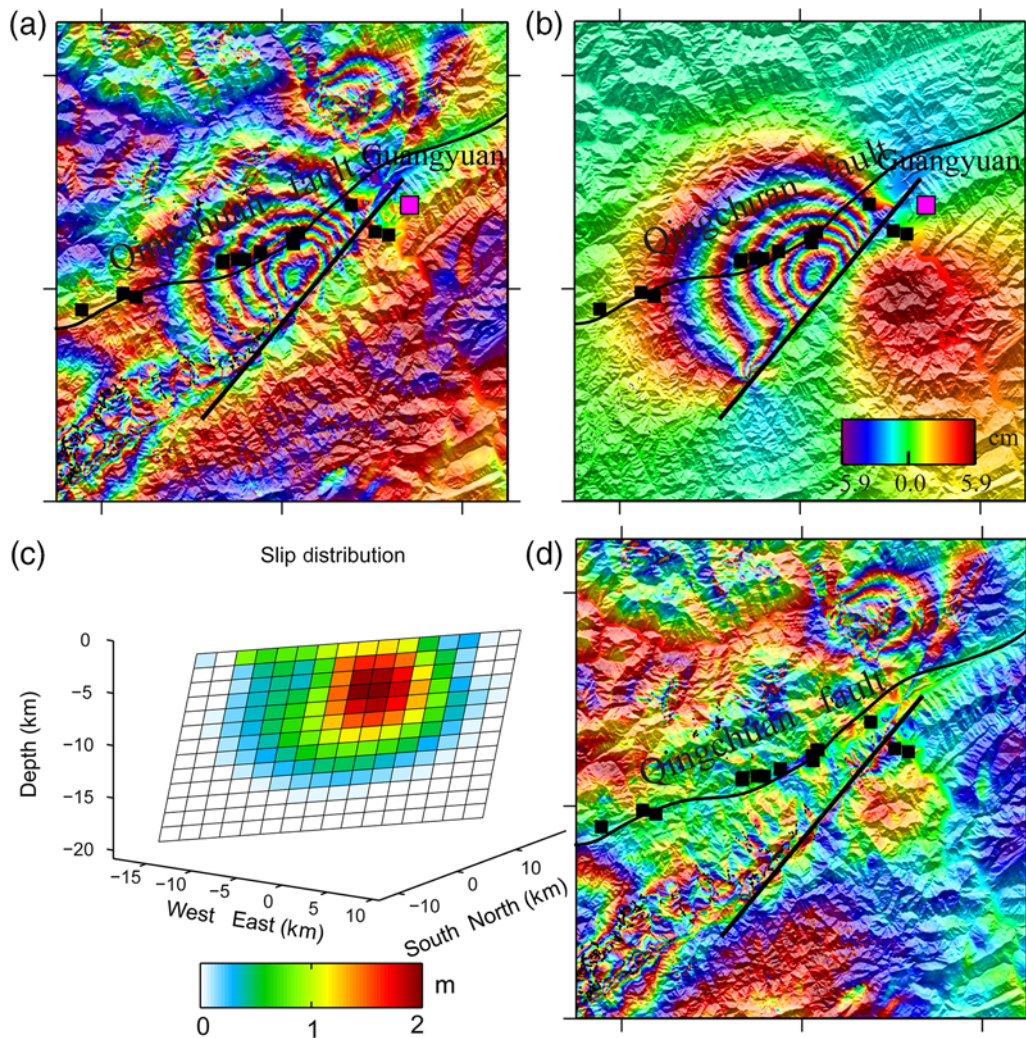 (a)
Guangyuan
Qingchuan fault
(b)
Guangyuan
Qingchuan fault
cm
-5.9 0.0 5.9
(c)
Slip distribution
0
−5
−10
−15
−20
Depth (km)
−15 −10 −5 0 5 10
West East (km)
−10 0 10
South North (km)
m
0 1 2
(d)
Qingchuan fault